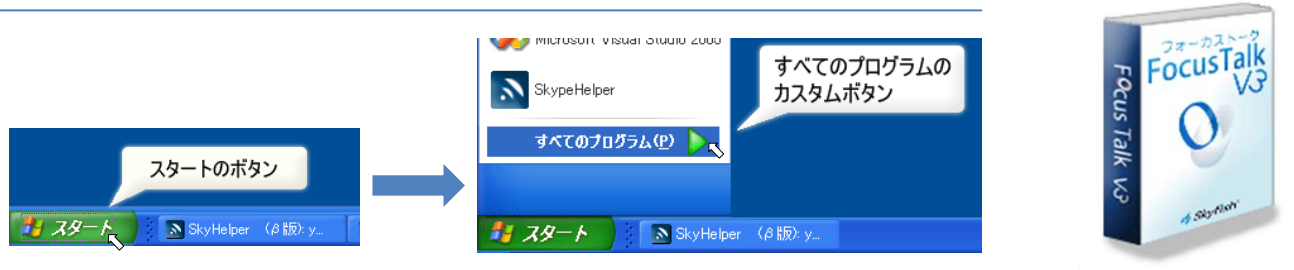 スタートのボタン
スタート
SkyHelper （β版): y...
Microsoft Visual Studio 2005
SkypeHelper
すべてのプログラム(P)
すべてのプログラムの
カスタムボタン
スタート
SkyHelper （β版): y...
フォーカストーク
FocusTalk
V3
Focus Talk V3
Skyfish